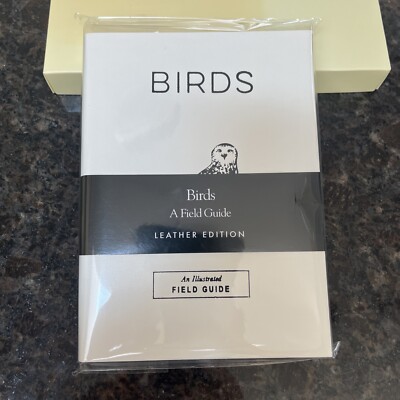 BIRDS
Birds
A Field Guide
LEATHER EDITION
An Illustrated
FIELD GUIDE